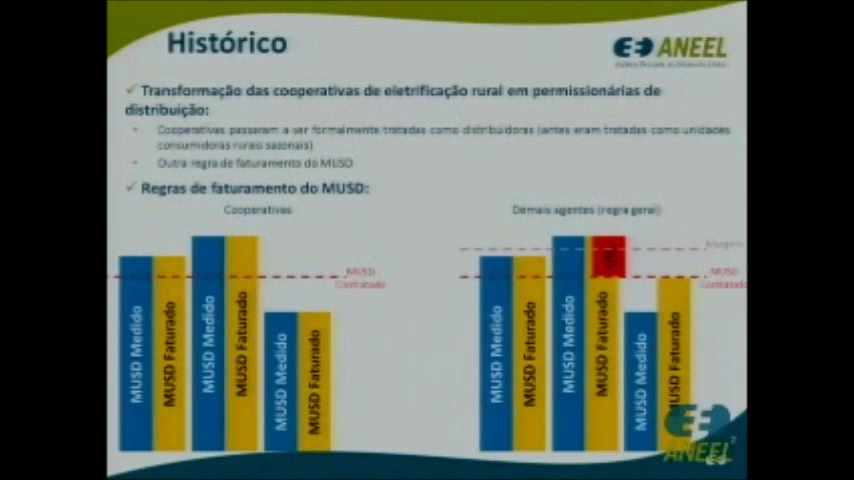 Histórico
ANEEL
✓ Transformação das cooperativas de eletrificação rural em permissionárias de
distribuição:
- Cooperativas passaram a ser formalmente tratadas como distribuidoras (antes eram tratadas como unidades
consumidoras rurais sazonais)
- Outra regra de faturamento do MUSD
✓ Regras de faturamento do MUSD:
Cooperativas
Demais agentes (regra geral)
Margem
MUSD
Contratado
MUSD
Contratado
MUSD Medido
MUSD Faturado
MUSD Medido
MUSD Faturado
MUSD Medido
MUSD Faturado
MUSD Medido
MUSD Faturado
MUSD Medido
MUSD Faturado
MUSD Medido
MUSD Faturado
ANEEL